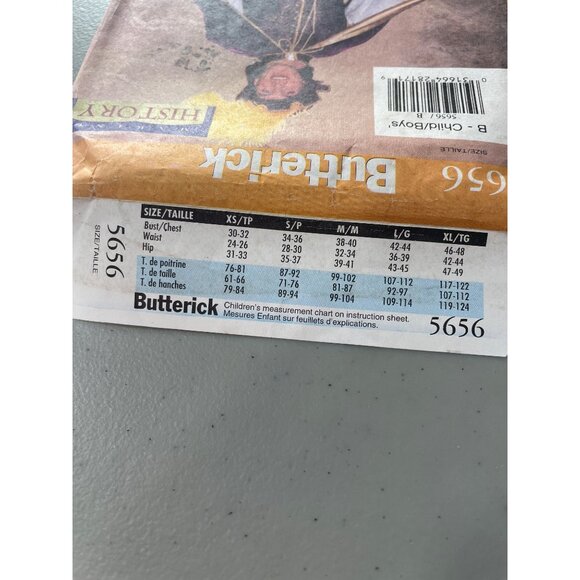 HISTORY
0 31664 28171 9
5656 / B
B - Child/Boys'
SIZE/TAILLE
Butterick
656
5656
SIZE/TAILLE
SIZE/TAILLE XS/TP S/P M/M L/G XL/TG
Bust/Chest 30-32 34-36 38-40 42-44 46-48
Waist 24-26 28-30 32-34 36-39 42-44
Hip 31-33 35-37 39-41 43-45 47-49
T. de poitrine 76-81 87-92 99-102 107-112 117-122
T. de taille 61-66 71-76 81-87 92-97 107-112
T. de hanches 79-84 89-94 99-104 109-114 119-124
Butterick Children's measurement chart on instruction sheet.
Mesures Enfant sur feuillets d'explications.
5656